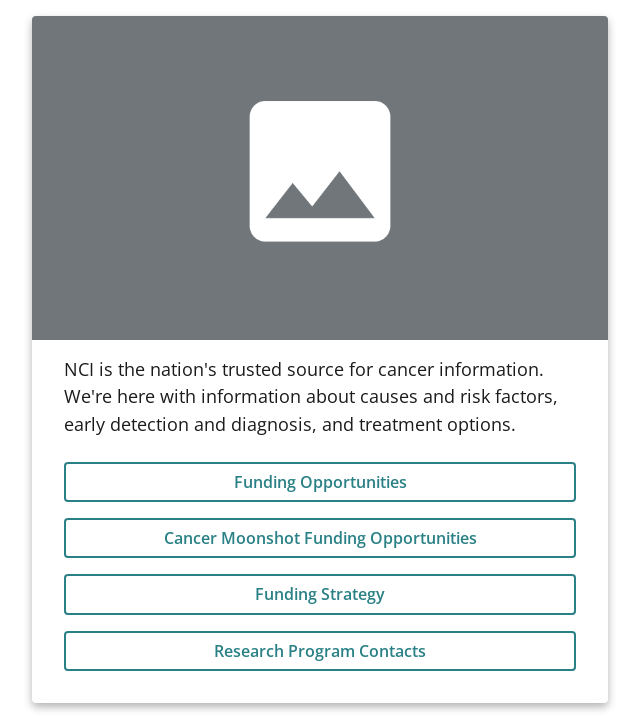 NCI is the nation's trusted source for cancer information.
We're here with information about causes and risk factors,
early detection and diagnosis, and treatment options.
Funding Opportunities
Cancer Moonshot Funding Opportunities
Funding Strategy
Research Program Contacts